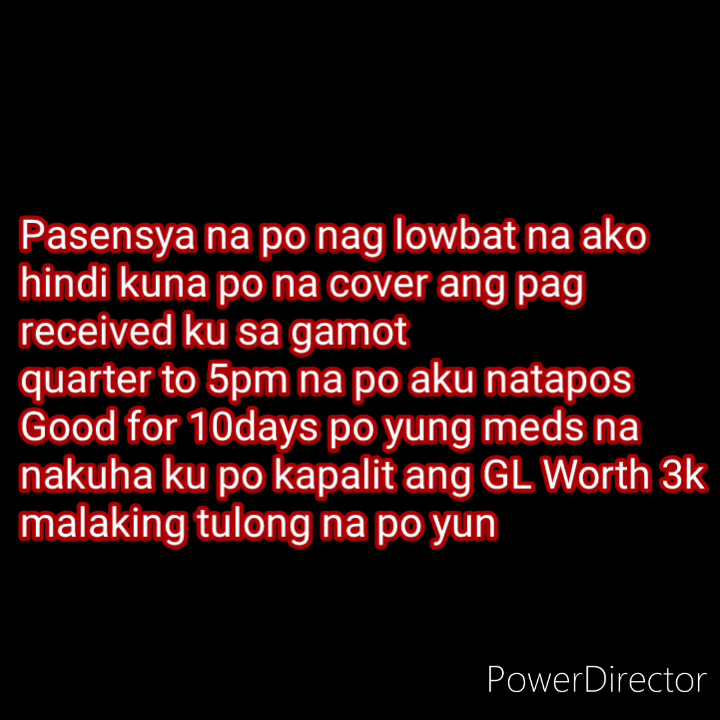 Pasensya na po nag lowbat na ako
hindi kuna po na cover ang pag
received ku sa gamot
quarter to 5pm na po aku natapos
Good for 10days po yung meds na
nakuha ku po kapalit ang GL Worth 3k
malaking tulong na po yun
PowerDirector